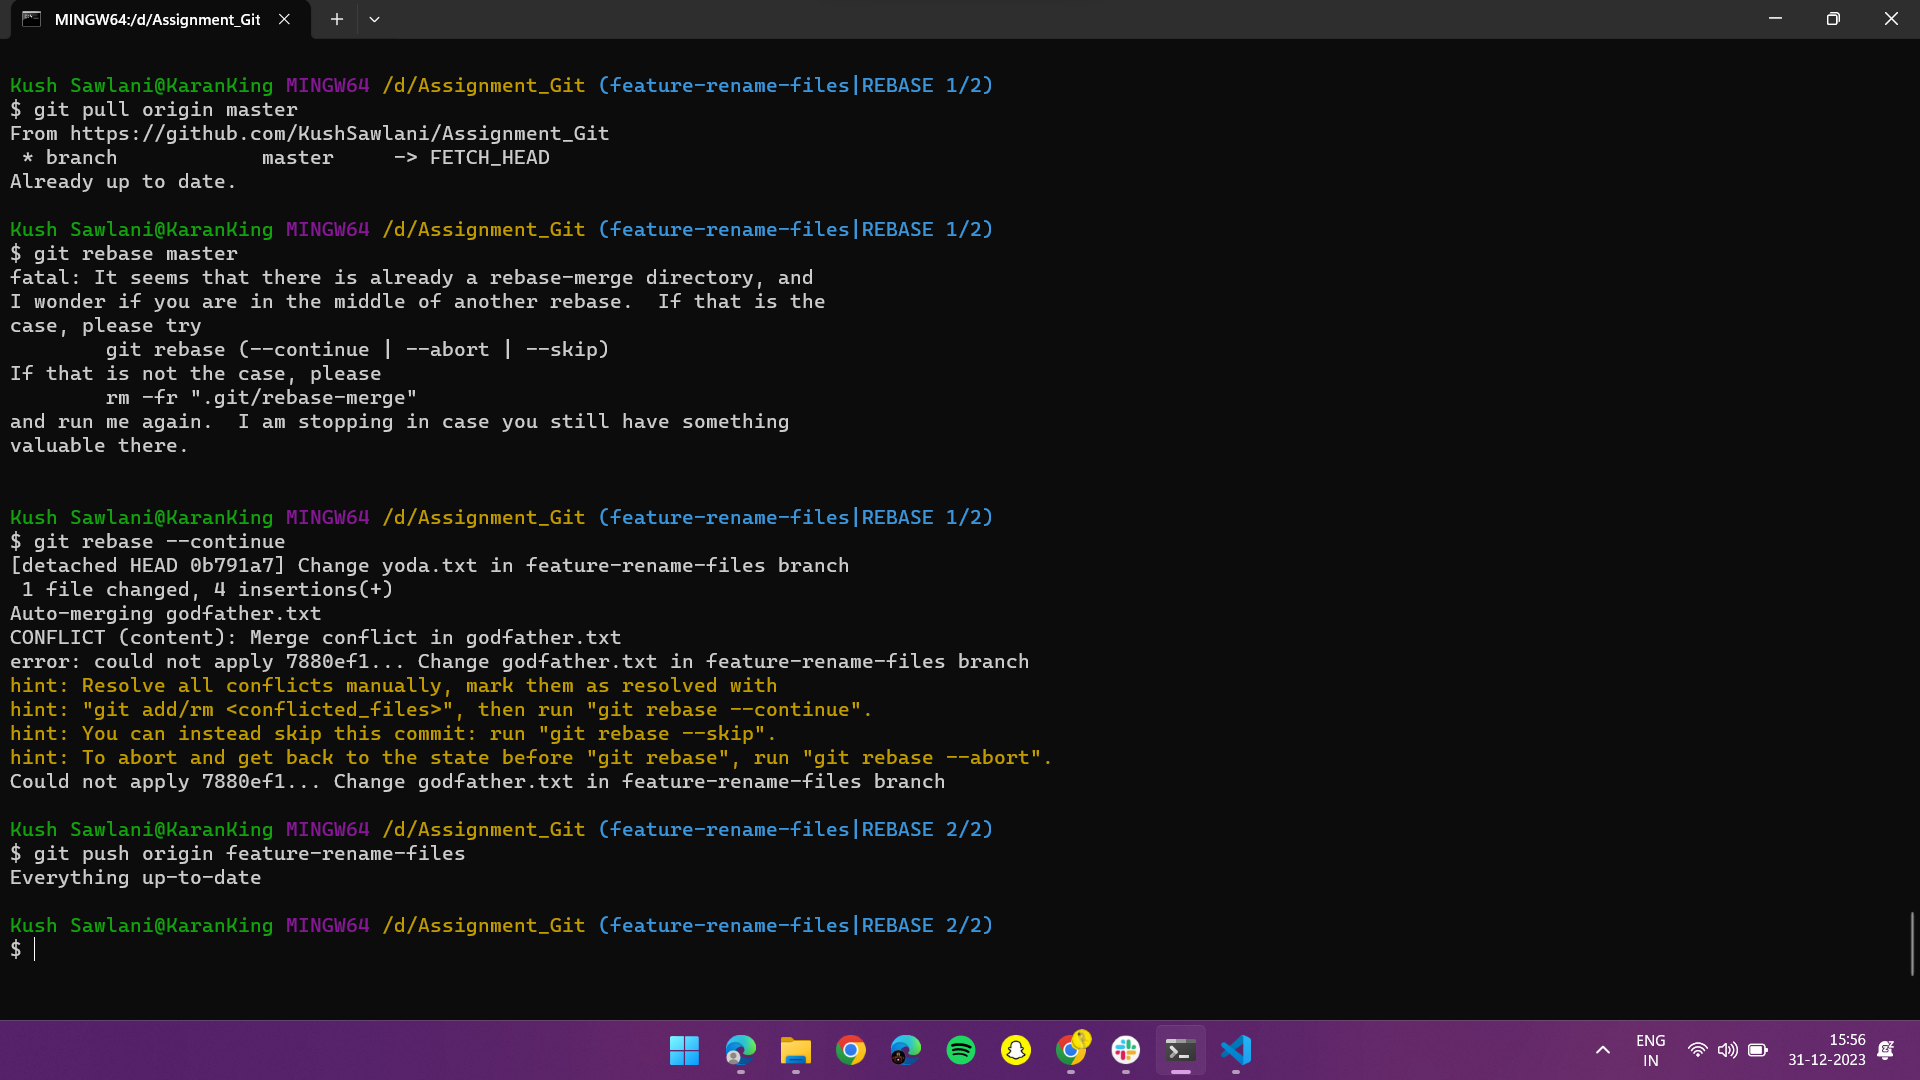 MINGW64:/d/Assignment_Git
Kush Sawlani@KaranKing MINGW64 /d/Assignment_Git (feature-rename-files|REBASE 1/2)
$ git pull origin master
From https://github.com/KushSawlani/Assignment_Git
 * branch            master     -> FETCH_HEAD
Already up to date.
Kush Sawlani@KaranKing MINGW64 /d/Assignment_Git (feature-rename-files|REBASE 1/2)
$ git rebase master
fatal: It seems that there is already a rebase-merge directory, and
I wonder if you are in the middle of another rebase.  If that is the
case, please try
        git rebase (--continue | --abort | --skip)
If that is not the case, please
        rm -fr ".git/rebase-merge"
and run me again.  I am stopping in case you still have something
valuable there.
Kush Sawlani@KaranKing MINGW64 /d/Assignment_Git (feature-rename-files|REBASE 1/2)
$ git rebase --continue
[detached HEAD 0b791a7] Change yoda.txt in feature-rename-files branch
 1 file changed, 4 insertions(+)
Auto-merging godfather.txt
CONFLICT (content): Merge conflict in godfather.txt
error: could not apply 7880ef1... Change godfather.txt in feature-rename-files branch
hint: Resolve all conflicts manually, mark them as resolved with
hint: "git add/rm <conflicted_files>", then run "git rebase --continue".
hint: You can instead skip this commit: run "git rebase --skip".
hint: To abort and get back to the state before "git rebase", run "git rebase --abort".
Could not apply 7880ef1... Change godfather.txt in feature-rename-files branch
Kush Sawlani@KaranKing MINGW64 /d/Assignment_Git (feature-rename-files|REBASE 2/2)
$ git push origin feature-rename-files
Everything up-to-date
Kush Sawlani@KaranKing MINGW64 /d/Assignment_Git (feature-rename-files|REBASE 2/2)
$
ENG
IN
15:56
31-12-2023